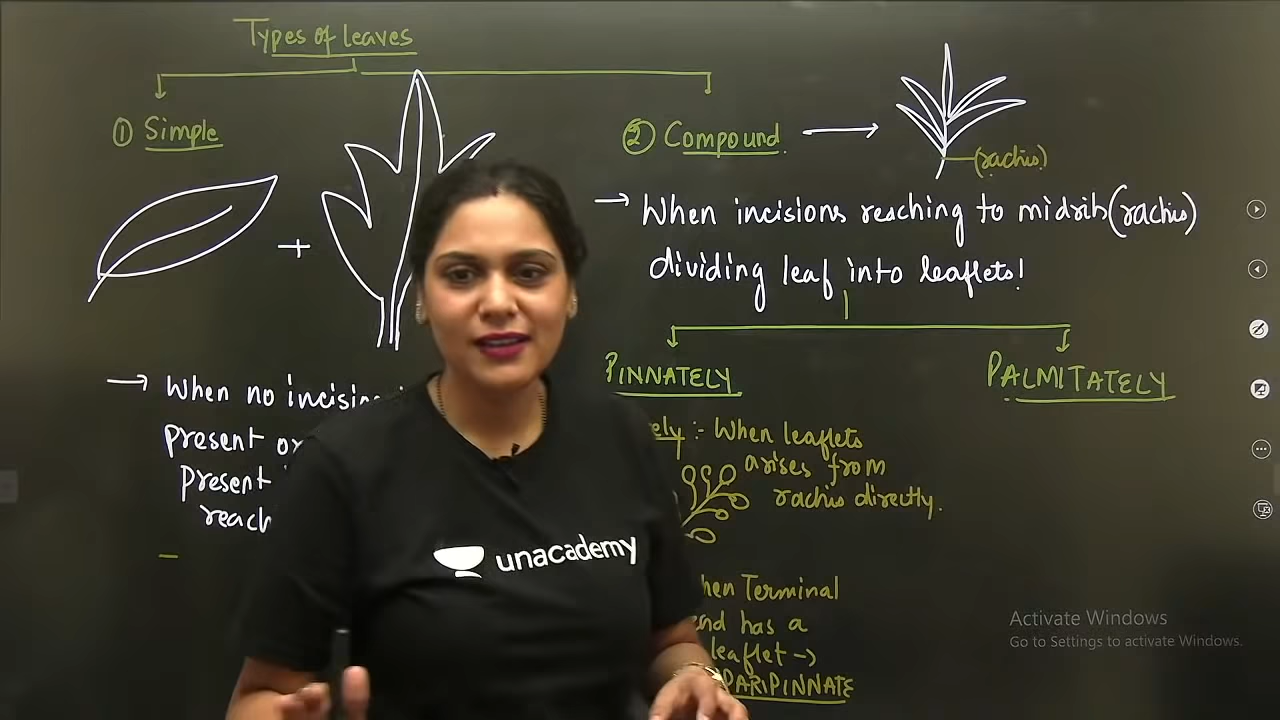 Types of leaves
① Simple
② Compound
(rachis)
→ When incisions reaching to midrib (rachis)
dividing leaf into leaflets!
+
→ When no
present or
present
PINNATELY
PALMITATELY
ely :- When leaflets
arises from
rachis directly.
hen Terminal
end has a
leaflet →
PARIPINNATE
unacademy
Activate Windows
Go to Settings to activate Windows.